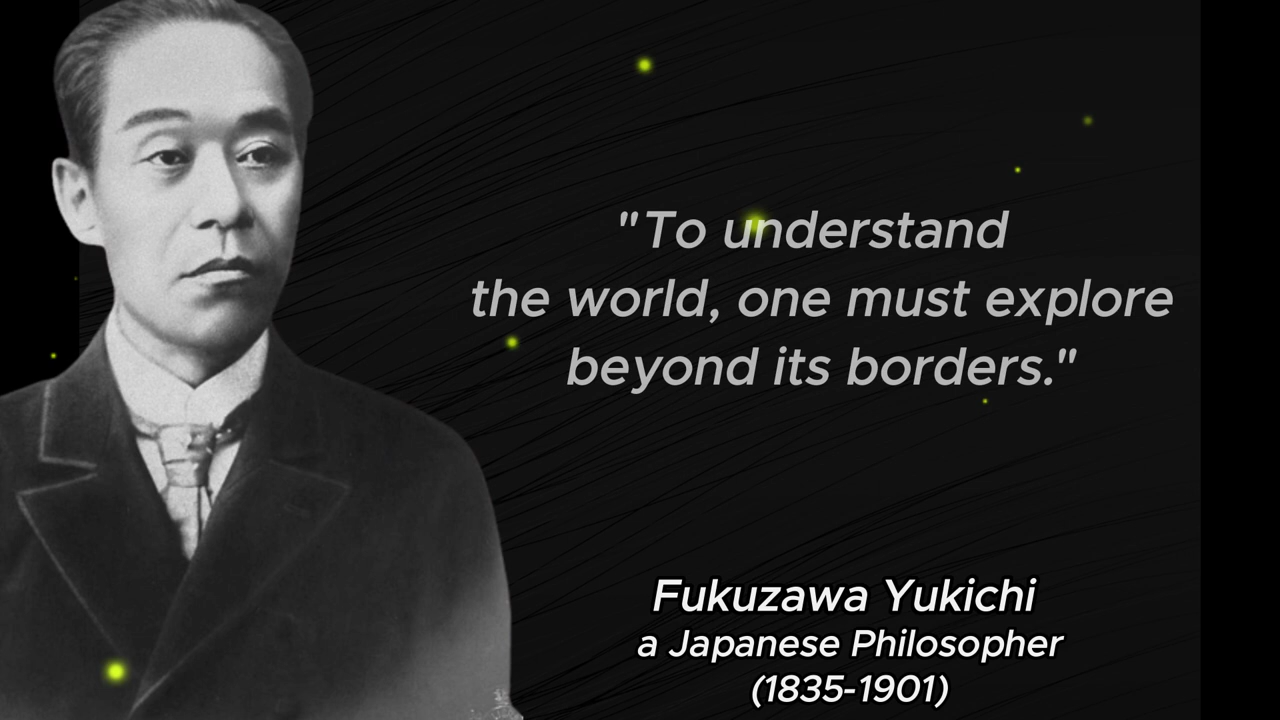 "To understand
the world, one must explore
beyond its borders."
Fukuzawa Yukichi
a Japanese Philosopher
(1835-1901)